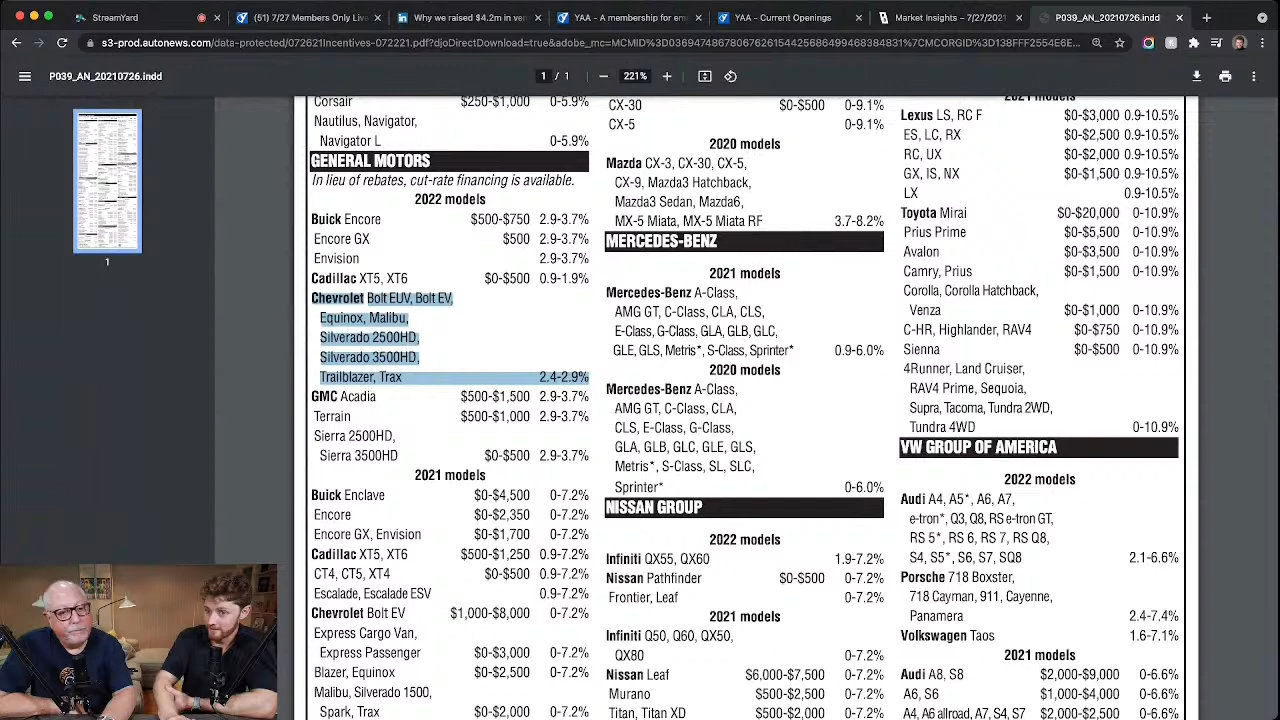 StreamYard
(51) 7/27 Members Only Live
Why we raised $4.2m in ven
YAA - A membership for em
YAA - Current Openings
Market Insights - 7/27/2021
P039_AN_20210726.indd
s3-prod.autonews.com/data-protected/072621Incentives-072221.pdf?djoDirectDownload=true&adobe_mc=MCMID%3D03694748678067626154425686499468384831%7CMCORGID%3D138FFF2554E6E...
P039_AN_20210726.indd
1 / 1
221%
1
Corsair $250-$1,000 0-5.9%
Nautilus, Navigator,
Navigator L 0-5.9%
GENERAL MOTORS
In lieu of rebates, cut-rate financing is available.
2022 models
Buick Encore $500-$750 2.9-3.7%
Encore GX $500 2.9-3.7%
Envision 2.9-3.7%
Cadillac XT5, XT6 $0-$500 0.9-1.9%
Chevrolet Bolt EUV, Bolt EV,
Equinox, Malibu,
Silverado 2500HD,
Silverado 3500HD,
Trailblazer, Trax 2.4-2.9%
GMC Acadia $500-$1,500 2.9-3.7%
Terrain $500-$1,000 2.9-3.7%
Sierra 2500HD,
Sierra 3500HD $0-$500 2.9-3.7%
2021 models
Buick Enclave $0-$4,500 0-7.2%
Encore $0-$2,350 0-7.2%
Encore GX, Envision $0-$1,700 0-7.2%
Cadillac XT5, XT6 $500-$1,250 0.9-7.2%
CT4, CT5, XT4 $0-$500 0.9-7.2%
Escalade, Escalade ESV 0.9-7.2%
Chevrolet Bolt EV $1,000-$8,000 0-7.2%
Express Cargo Van,
Express Passenger $0-$3,000 0-7.2%
Blazer, Equinox $0-$2,500 0-7.2%
Malibu, Silverado 1500,
Spark, Trax $0-$2,000 0-7.2%
CX-30 $0-$500 0-9.1%
CX-5 0-9.1%
2020 models
Mazda CX-3, CX-30, CX-5,
CX-9, Mazda3 Hatchback,
Mazda3 Sedan, Mazda6,
MX-5 Miata, MX-5 Miata RF 3.7-8.2%
MERCEDES-BENZ
2021 models
Mercedes-Benz A-Class,
AMG GT, C-Class, CLA, CLS,
E-Class, G-Class, GLA, GLB, GLC,
GLE, GLS, Metris*, S-Class, Sprinter* 0.9-6.0%
2020 models
Mercedes-Benz A-Class,
AMG GT, C-Class, CLA,
CLS, E-Class, G-Class,
GLA, GLB, GLC, GLE, GLS,
Metris*, S-Class, SL, SLC,
Sprinter* 0-6.0%
NISSAN GROUP
2022 models
Infiniti QX55, QX60 1.9-7.2%
Nissan Pathfinder $0-$500 0-7.2%
Frontier, Leaf 0-7.2%
2021 models
Infiniti Q50, Q60, QX50,
QX80 0-7.2%
Nissan Leaf $6,000-$7,500 0-7.2%
Murano $500-$2,500 0-7.2%
Titan, Titan XD $500-$2,000 0-7.2%
2021 models
Lexus LS, RCF $0-$3,000 0.9-10.5%
ES, LC, RX $0-$2,500 0.9-10.5%
RC, UX $0-$2,000 0.9-10.5%
GX, IS, NX $0-$1,500 0.9-10.5%
LX 0.9-10.5%
Toyota Mirai $0-$20,000 0-10.9%
Prius Prime $0-$5,500 0-10.9%
Avalon $0-$3,500 0-10.9%
Camry, Prius $0-$1,500 0-10.9%
Corolla, Corolla Hatchback,
Venza $0-$1,000 0-10.9%
C-HR, Highlander, RAV4 $0-$750 0-10.9%
Sienna $0-$500 0-10.9%
4Runner, Land Cruiser,
RAV4 Prime, Sequoia,
Supra, Tacoma, Tundra 2WD,
Tundra 4WD 0-10.9%
VW GROUP OF AMERICA
2022 models
Audi A4, A5*, A6, A7,
e-tron*, Q3, Q8, RS e-tron GT,
RS 5*, RS 6, RS 7, RS Q8,
S4, S5*, S6, S7, SQ8 2.1-6.6%
Porsche 718 Boxster,
718 Cayman, 911, Cayenne,
Panamera 2.4-7.4%
Volkswagen Taos 1.6-7.1%
2021 models
Audi A8, S8 $2,000-$9,000 0-6.6%
A6, S6 $1,000-$4,000 0-6.6%
A4, A6 allroad, A7, S4, S7 $2,000-$2,500 0-6.6%